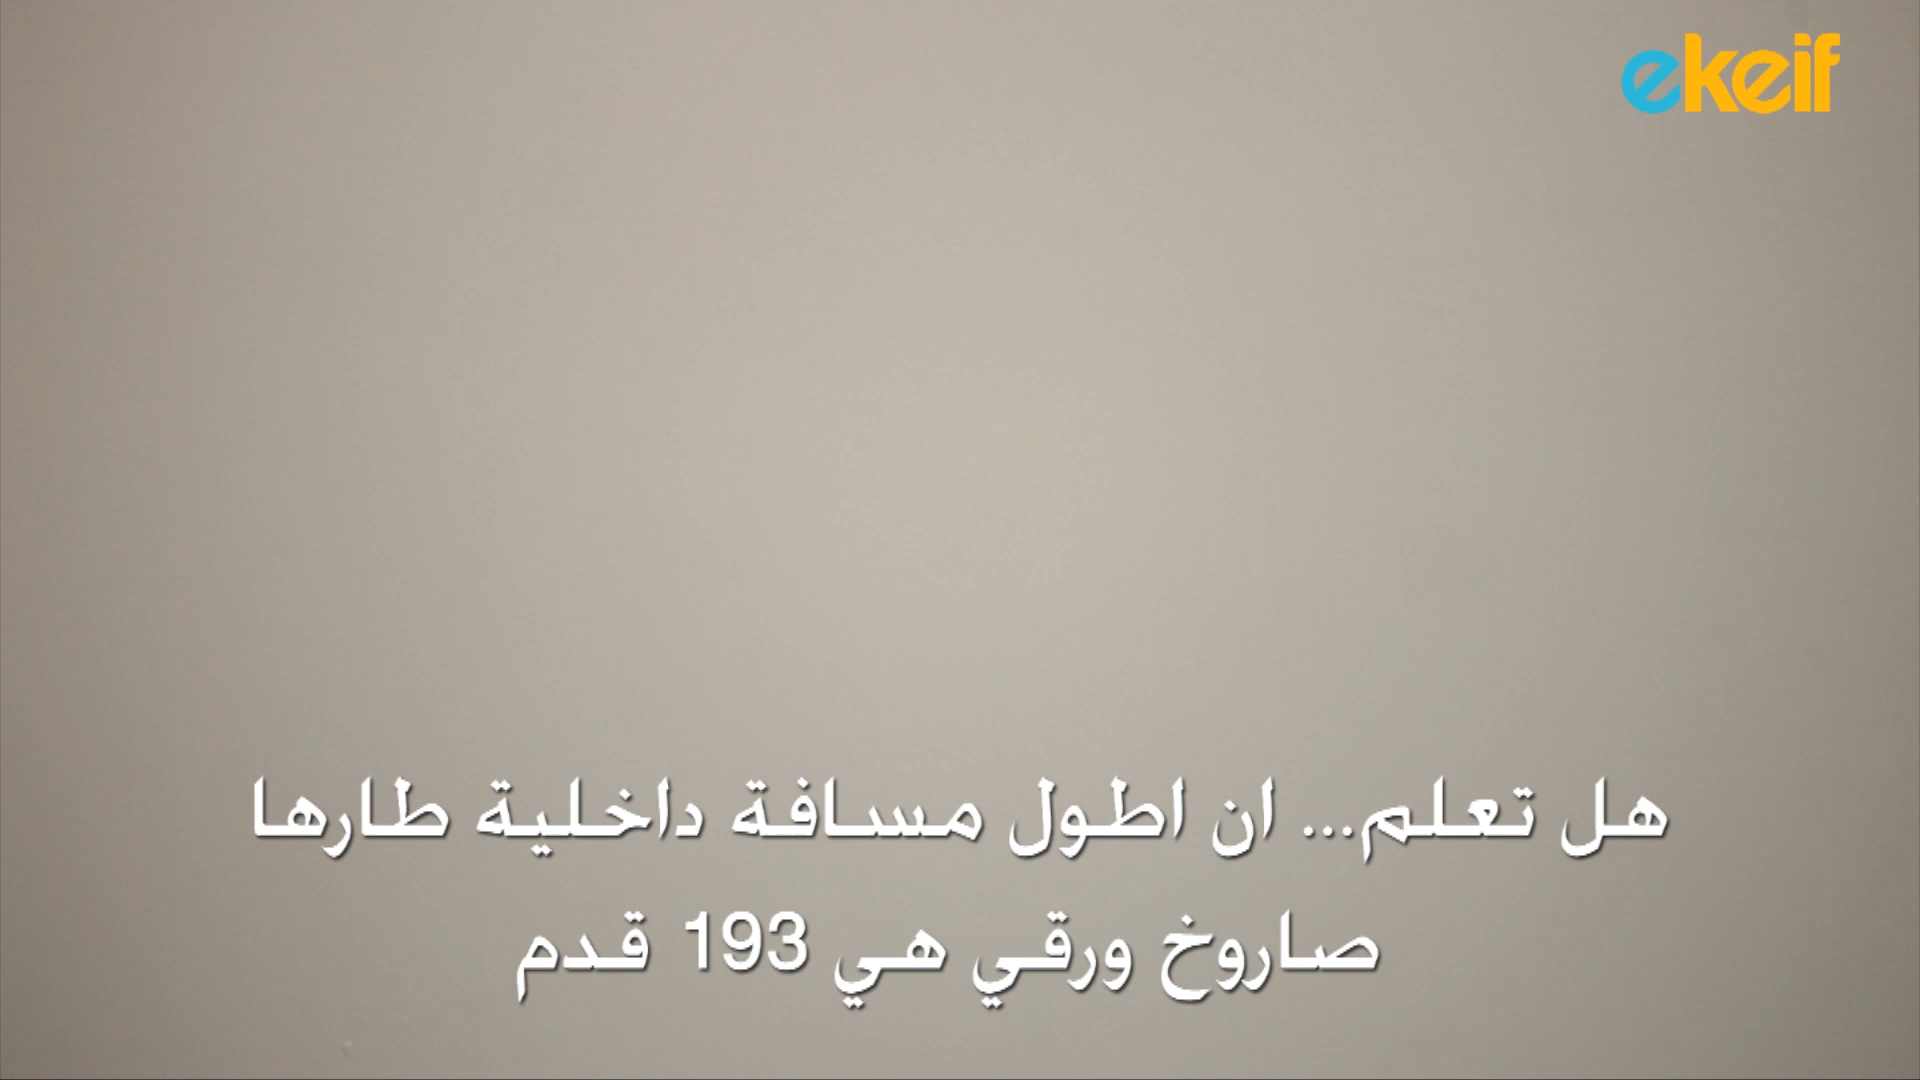 ekeif
هل تعلم... ان اطول مسافة داخلية طارها
صاروخ ورقي هي 193 قدم